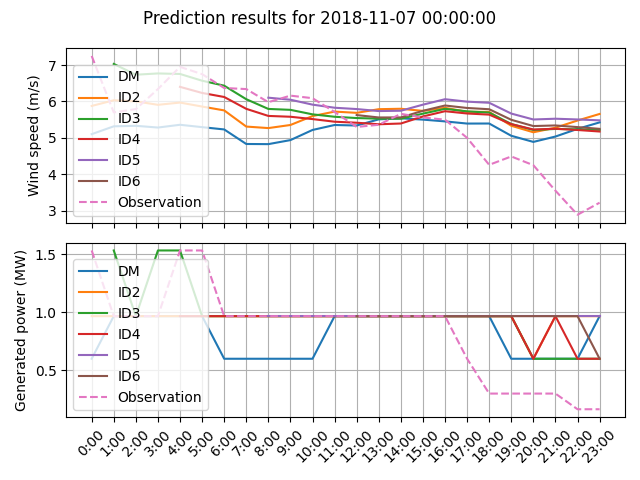 Prediction results for 2018-11-07 00:00:00
Wind speed (m/s)
7
6
5
4
3
DM
ID2
ID3
ID4
ID5
ID6
Observation
Generated power (MW)
1.5
1.0
0.5
DM
ID2
ID3
ID4
ID5
ID6
Observation
0:00 1:00 2:00 3:00 4:00 5:00 6:00 7:00 8:00 9:00 10:00 11:00 12:00 13:00 14:00 15:00 16:00 17:00 18:00 19:00 20:00 21:00 22:00 23:00